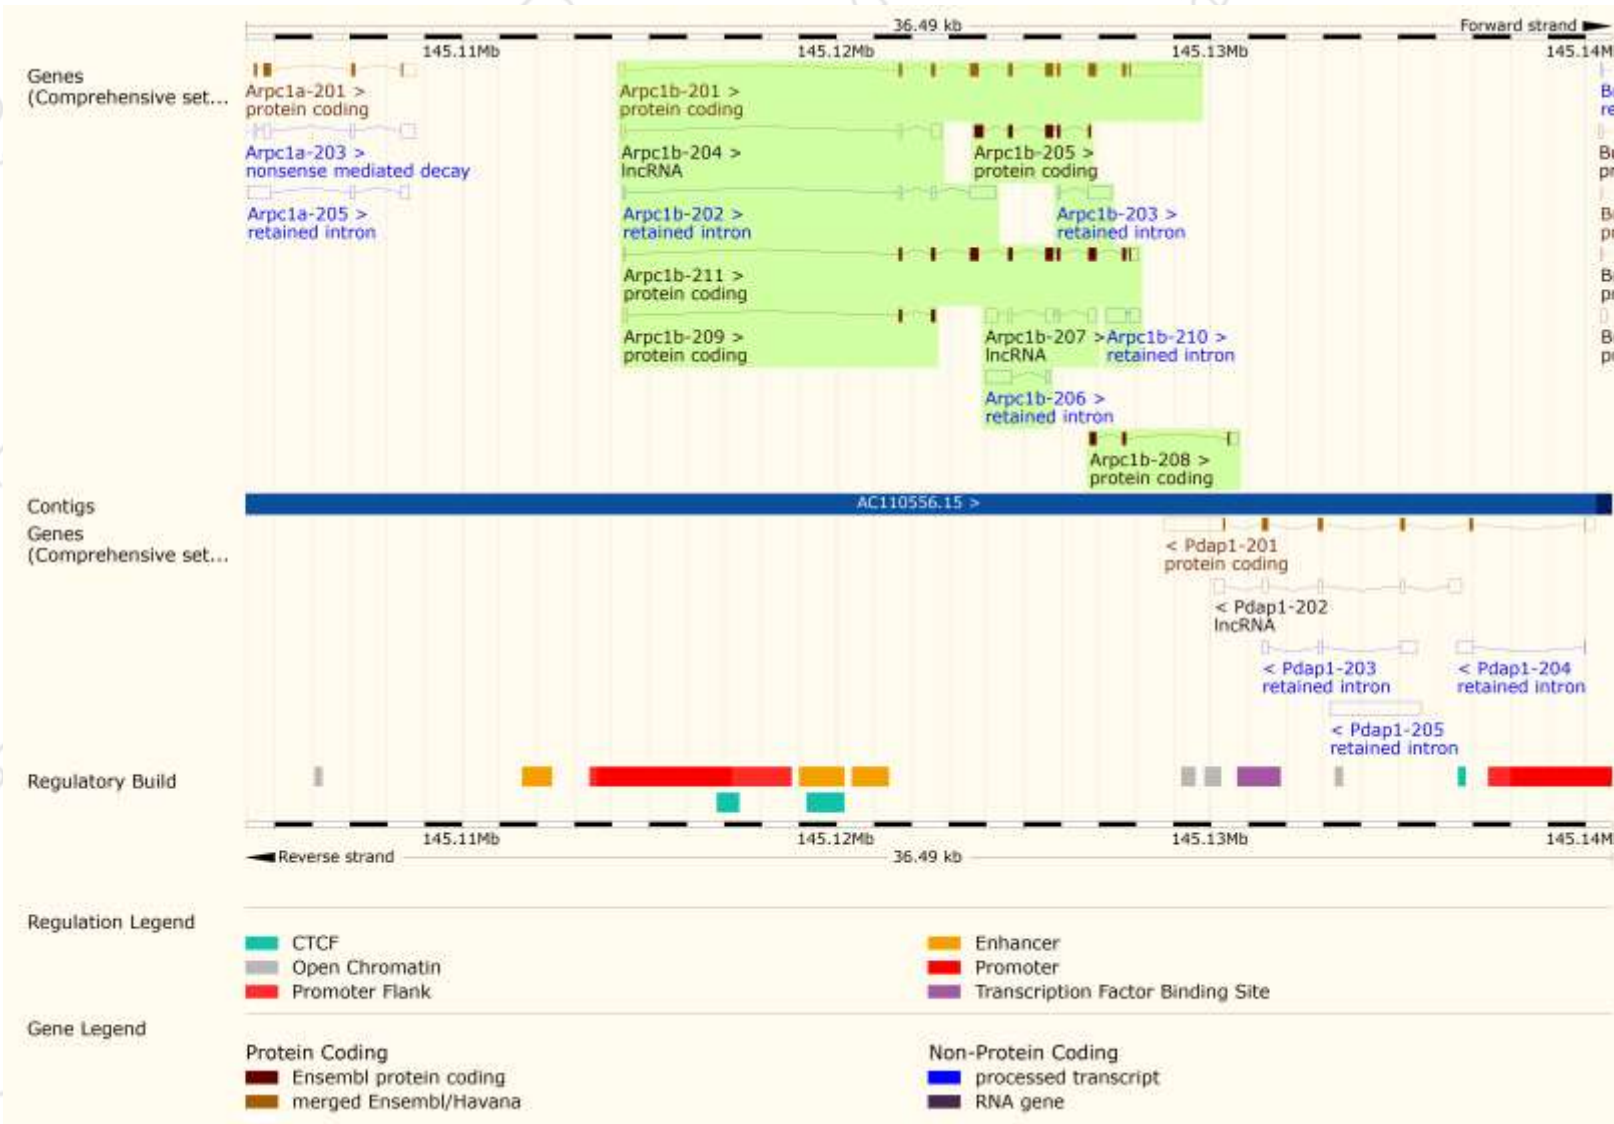 36.49 kb
Forward strand
145.11Mb 145.12Mb 145.13Mb 145.14M
Genes
(Comprehensive set...
Arpc1a-201 >
protein coding
Arpc1b-201 >
protein coding
Arpc1a-203 >
nonsense mediated decay
Arpc1b-204 >
lncRNA
Arpc1b-205 >
protein coding
Arpc1a-205 >
retained intron
Arpc1b-202 >
retained intron
Arpc1b-203 >
retained intron
Arpc1b-211 >
protein coding
Arpc1b-209 >
protein coding
Arpc1b-207 >
lncRNA
Arpc1b-210 >
retained intron
Arpc1b-206 >
retained intron
Arpc1b-208 >
protein coding
Contigs
AC110556.15 >
Genes
(Comprehensive set...
< Pdap1-201
protein coding
< Pdap1-202
lncRNA
< Pdap1-203
retained intron
< Pdap1-204
retained intron
< Pdap1-205
retained intron
Regulatory Build
145.11Mb 145.12Mb 145.13Mb 145.14M
Reverse strand
36.49 kb
Regulation Legend
CTCF
Enhancer
Open Chromatin
Promoter
Promoter Flank
Transcription Factor Binding Site
Gene Legend
Protein Coding
Non-Protein Coding
Ensembl protein coding
processed transcript
merged Ensembl/Havana
RNA gene